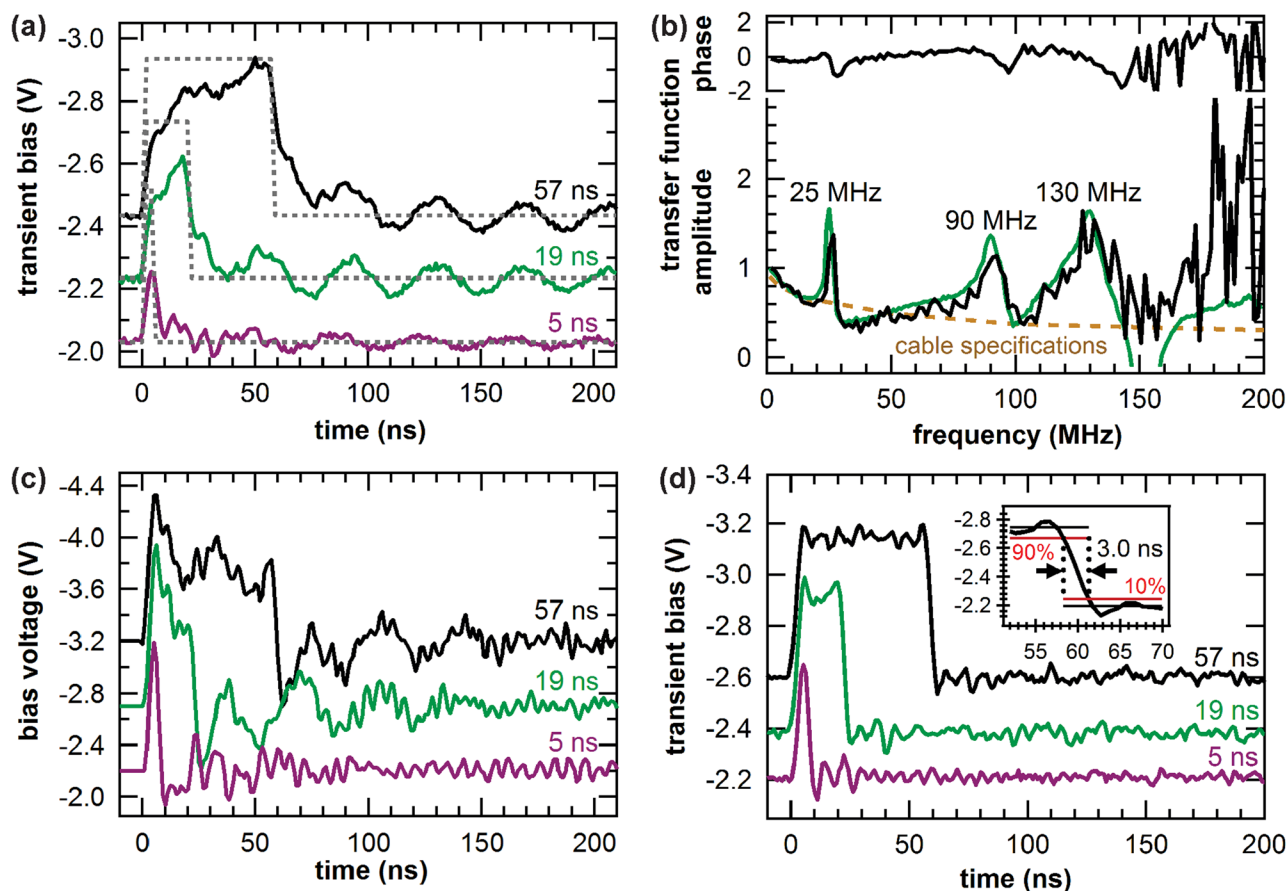 (a)
transient bias (V)
-3.0
-2.8
-2.6
-2.4
-2.2
-2.0
57 ns
19 ns
5 ns
0 50 100 150 200
time (ns)
(b)
transfer function
phase
amplitude
2
0
-2
2
1
0
25 MHz
90 MHz
130 MHz
cable specifications
0 50 100 150 200
frequency (MHz)
(c)
bias voltage (V)
-4.4
-4.0
-3.6
-3.2
-2.8
-2.4
-2.0
57 ns
19 ns
5 ns
0 50 100 150 200
time (ns)
(d)
transient bias (V)
-3.4
-3.2
-3.0
-2.8
-2.6
-2.4
-2.2
-2.8
-2.6
-2.4
-2.2
90%
3.0 ns
10%
55 60 65 70
57 ns
19 ns
5 ns
0 50 100 150 200
time (ns)